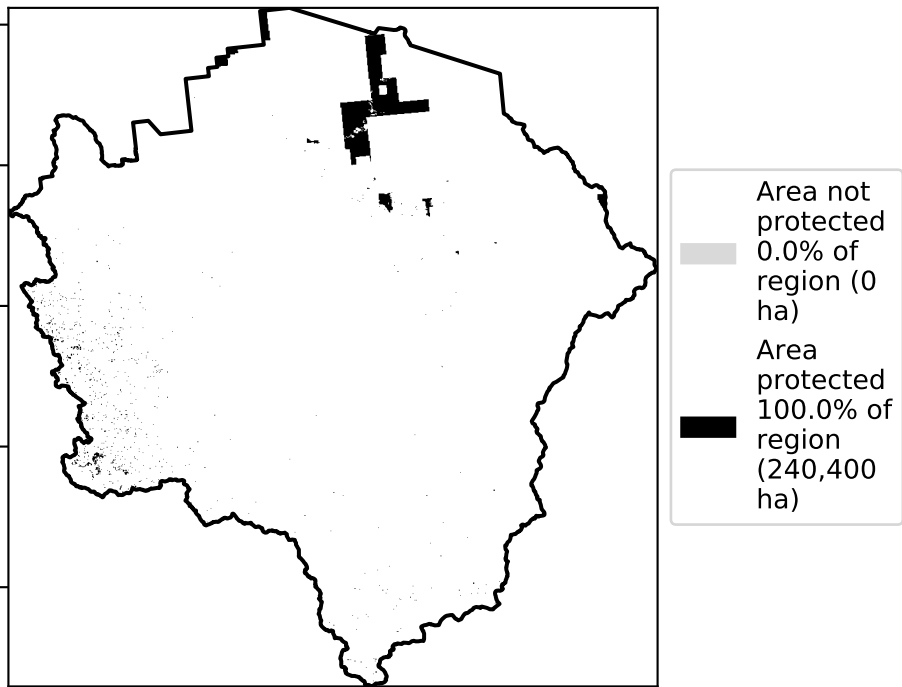 Area not
protected
0.0% of
region (0
ha)
Area
protected
100.0% of
region
(240,400
ha)